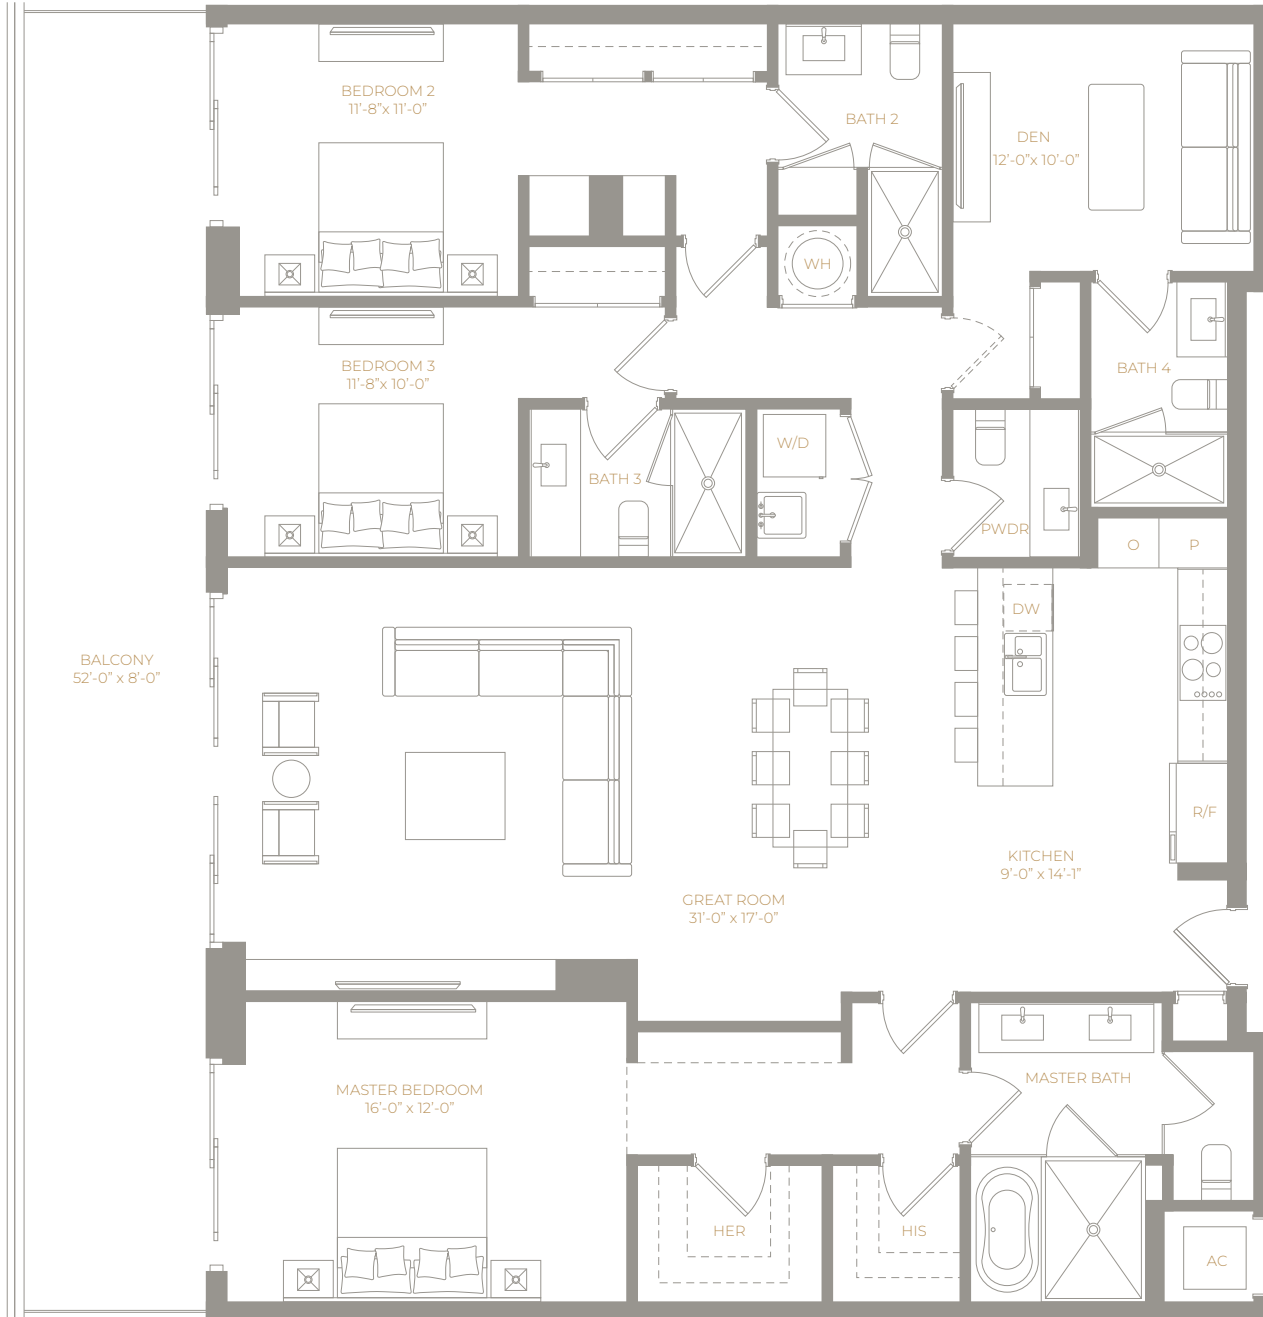 BEDROOM 2
11'-8"x 11'-0"
BATH 2
DEN
12'-0"x 10'-0"
WH
BEDROOM 3
11'-8"x 10'-0"
BATH 4
W/D
BATH 3
PWDR
O
P
DW
BALCONY
52'-0" x 8'-0"
R/F
KITCHEN
9'-0" x 14'-1"
GREAT ROOM
31'-0" x 17'-0"
MASTER BEDROOM
16'-0" x 12'-0"
MASTER BATH
HER
HIS
AC